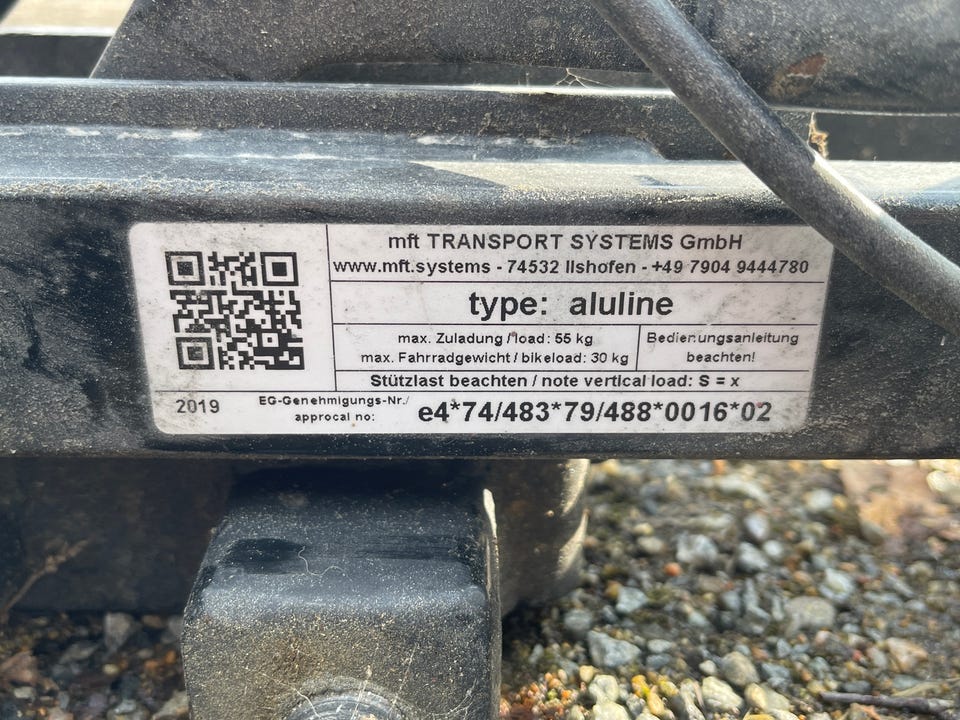 mft TRANSPORT SYSTEMS GmbH
www.mft.systems - 74532 Ilshofen - +49 7904 9444780
type: aluline
max. Zuladung / load: 55 kg
max. Fahrradgewicht / bikeload: 30 kg
Bedienungsanleitung
beachten!
Stützlast beachten / note vertical load: S = x
2019
EG-Genehmigungs-Nr./
approcal no:
e4*74/483*79/488*0016*02